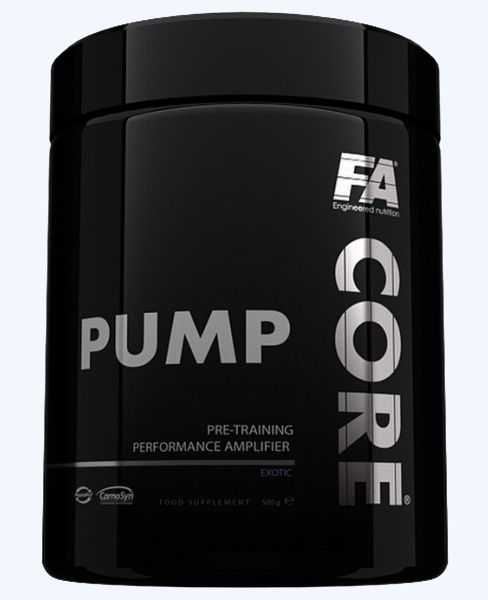 FA
Engineered nutrition
CORE®
PUMP
PRE-TRAINING
PERFORMANCE AMPLIFIER
EXOTIC
CarnoSyn
FOOD SUPPLEMENT 500 g ℮